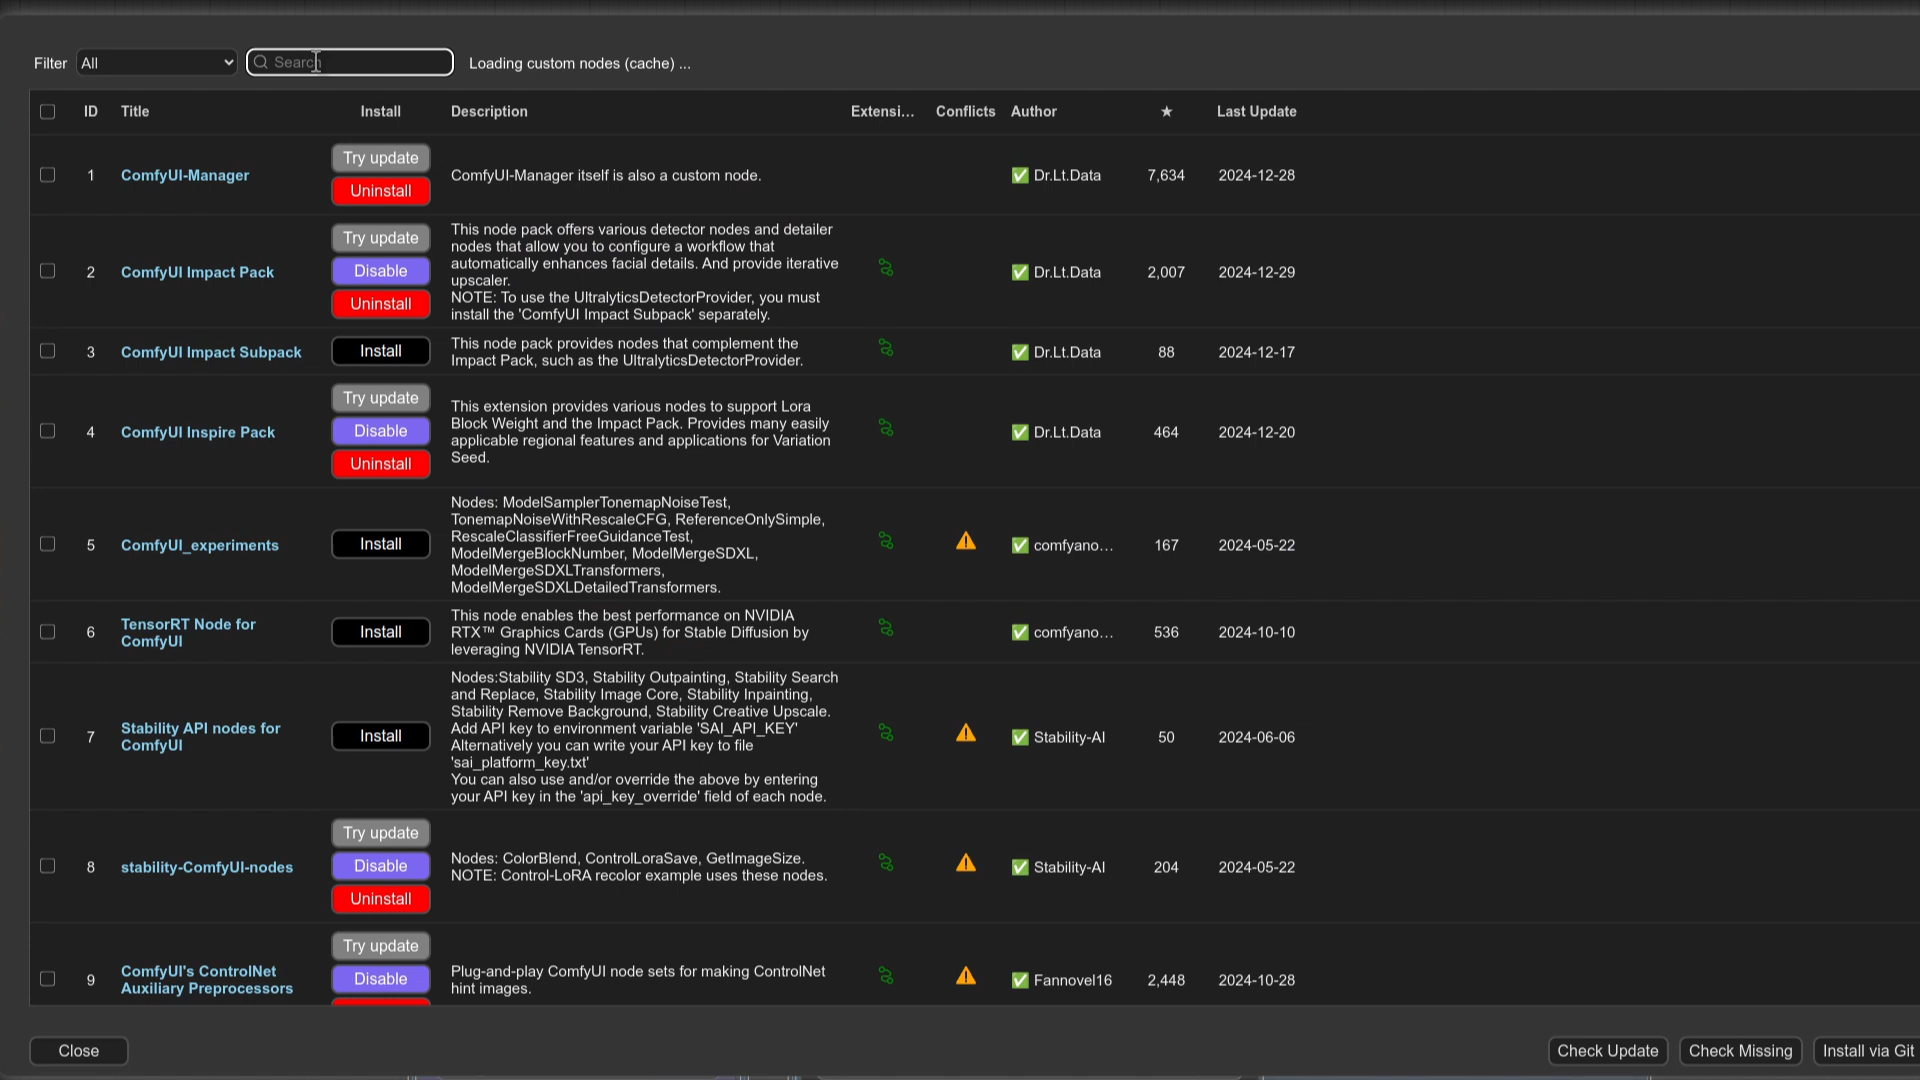 Filter All Search Loading custom nodes (cache) ...
ID Title Install Description Extensi... Conflicts Author ★ Last Update
1 ComfyUI-Manager Try update Uninstall ComfyUI-Manager itself is also a custom node. ✅ Dr.Lt.Data 7,634 2024-12-28
2 ComfyUI Impact Pack
Try update
Disable
Uninstall
This node pack offers various detector nodes and detailer
nodes that allow you to configure a workflow that
automatically enhances facial details. And provide iterative
upscaler.
NOTE: To use the UltralyticsDetectorProvider, you must
install the 'ComfyUI Impact Subpack' separately.
✅ Dr.Lt.Data 2,007 2024-12-29
3 ComfyUI Impact Subpack
Install
This node pack provides nodes that complement the
Impact Pack, such as the UltralyticsDetectorProvider.
✅ Dr.Lt.Data 88 2024-12-17
4 ComfyUI Inspire Pack
Try update
Disable
Uninstall
This extension provides various nodes to support Lora
Block Weight and the Impact Pack. Provides many easily
applicable regional features and applications for Variation
Seed.
✅ Dr.Lt.Data 464 2024-12-20
5 ComfyUI_experiments
Install
Nodes: ModelSamplerTonemapNoiseTest,
TonemapNoiseWithRescaleCFG, ReferenceOnlySimple,
RescaleClassifierFreeGuidanceTest,
ModelMergeBlockNumber, ModelMergeSDXL,
ModelMergeSDXLTransformers,
ModelMergeSDXLDetailedTransformers.
✅ comfyano... 167 2024-05-22
6 TensorRT Node for
ComfyUI
Install
This node enables the best performance on NVIDIA
RTX™ Graphics Cards (GPUs) for Stable Diffusion by
leveraging NVIDIA TensorRT.
✅ comfyano... 536 2024-10-10
7 Stability API nodes for
ComfyUI
Install
Nodes:Stability SD3, Stability Outpainting, Stability Search
and Replace, Stability Image Core, Stability Inpainting,
Stability Remove Background, Stability Creative Upscale.
Add API key to environment variable 'SAI_API_KEY'
Alternatively you can write your API key to file
'sai_platform_key.txt'
You can also use and/or override the above by entering
your API key in the 'api_key_override' field of each node.
✅ Stability-AI 50 2024-06-06
8 stability-ComfyUI-nodes
Try update
Disable
Uninstall
Nodes: ColorBlend, ControlLoraSave, GetImageSize.
NOTE: Control-LoRA recolor example uses these nodes.
✅ Stability-AI 204 2024-05-22
9 ComfyUI's ControlNet
Auxiliary Preprocessors
Try update
Disable
Plug-and-play ComfyUI node sets for making ControlNet
hint images.
✅ Fannovel16 2,448 2024-10-28
Close Check Update Check Missing Install via Git